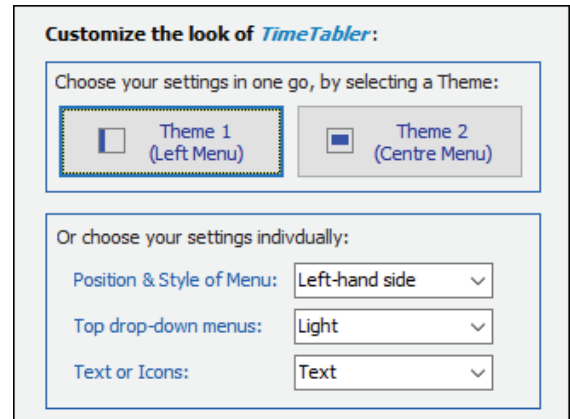 Customize the look of TimeTabler:
Choose your settings in one go, by selecting a Theme:
Theme 1
(Left Menu)
Theme 2
(Centre Menu)
Or choose your settings indivdually:
Position & Style of Menu: Left-hand side
Top drop-down menus: Light
Text or Icons: Text